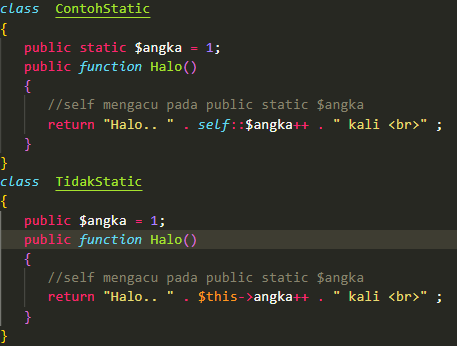 class ContohStatic
{
public static $angka = 1;
public function Halo()
{
//self mengacu pada public static $angka
return "Halo.. " . self::$angka++ . " kali <br>" ;
}
}
class TidakStatic
{
public $angka = 1;
public function Halo()
{
//self mengacu pada public static $angka
return "Halo.. " . $this->angka++ . " kali <br>" ;
}
}